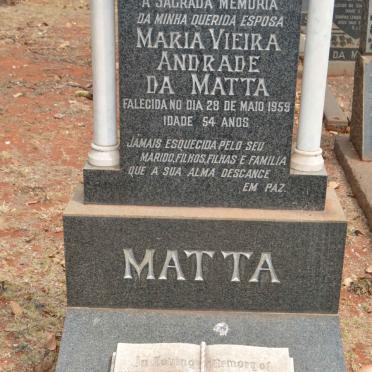 A SAGRADA MEMORIA
DA MINHA QUERIDA ESPOSA
MARIA VIEIRA
ANDRADE
DA MATTA
FALECIDA NO DIA 28 DE MAIO 1959
IDADE 54 ANOS
JAMAIS ESQUECIDA PELO SEU
MARIDO, FILHOS, FILHAS E FAMILIA
QUE A SUA ALMA DESCANCE
EM PAZ.
MATTA
In Loving Memory of